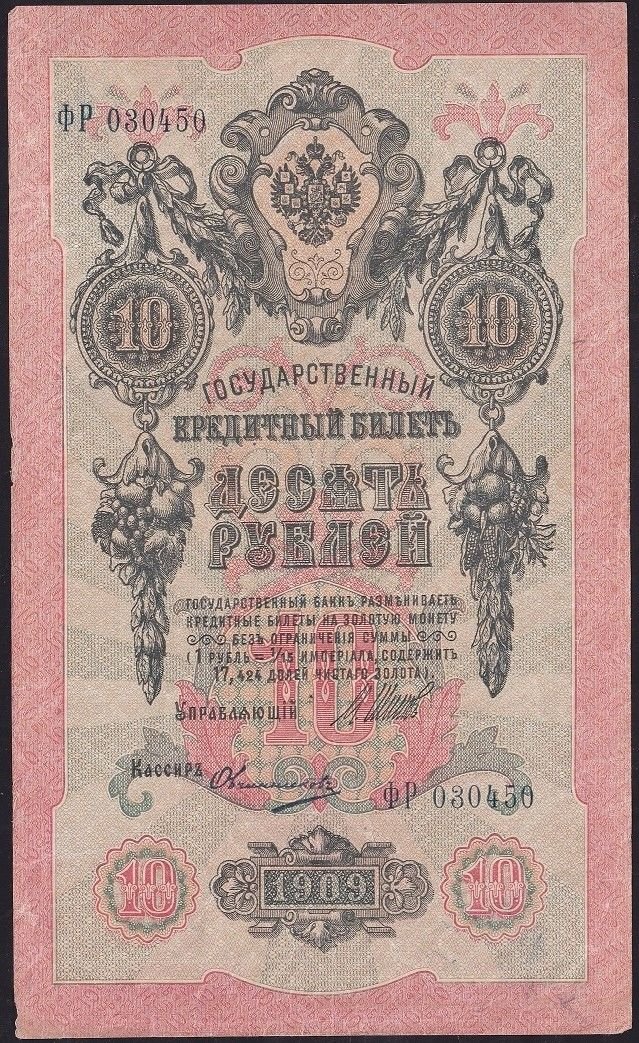 ФР 030450
10 10
ГОСУДАРСТВЕННЫЙ
КРЕДИТНЫЙ БИЛЕТЪ
ДЕСЯТЬ
РУБЛЕЙ
ГОСУДАРСТВЕННЫЙ БАНКЪ РАЗМѢНИВАЕТЪ
КРЕДИТНЫЕ БИЛЕТЫ НА ЗОЛОТУЮ МОНЕТУ
БЕЗЪ ОГРАНИЧЕНІЯ СУММЫ
(1 РУБЛЬ = 1/15 ИМПЕРІАЛА, СОДЕРЖИТЪ
17,424 ДОЛЕЙ ЧИСТАГО ЗОЛОТА).
10
УПРАВЛЯЮЩІЙ
КАССИРЪ Овчинниковъ
ФР 030450
10 1909 10